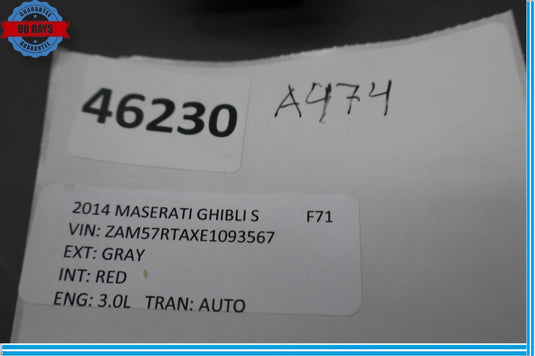 GUARANTEE
90 DAYS
GUARANTEE
46230
A474
2014 MASERATI GHIBLI S F71
VIN: ZAM57RTAXE1093567
EXT: GRAY
INT: RED
ENG: 3.0L TRAN: AUTO